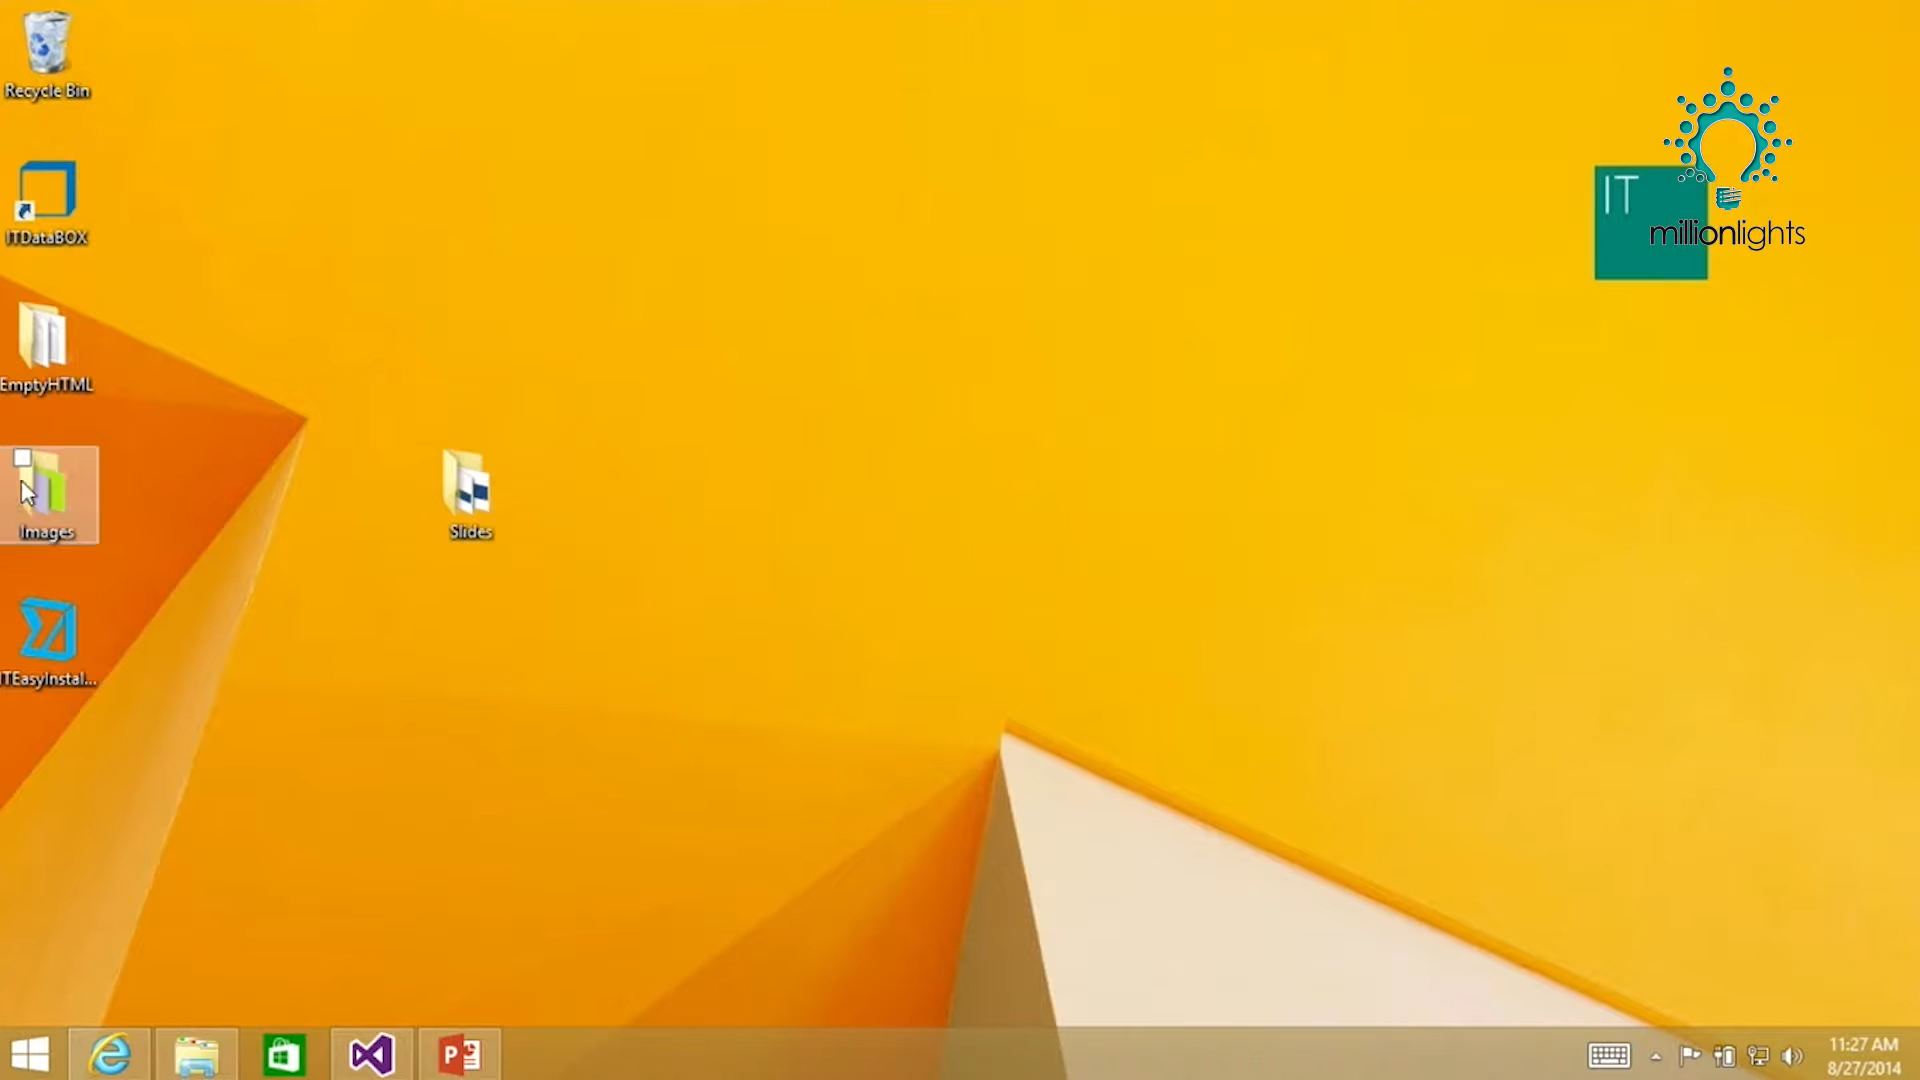 Recycle Bin
ITDataBOX
EmptyHTML
Images
ITEasyInstal...
Slides
IT
millionlights
P
11:27 AM
8/27/2014